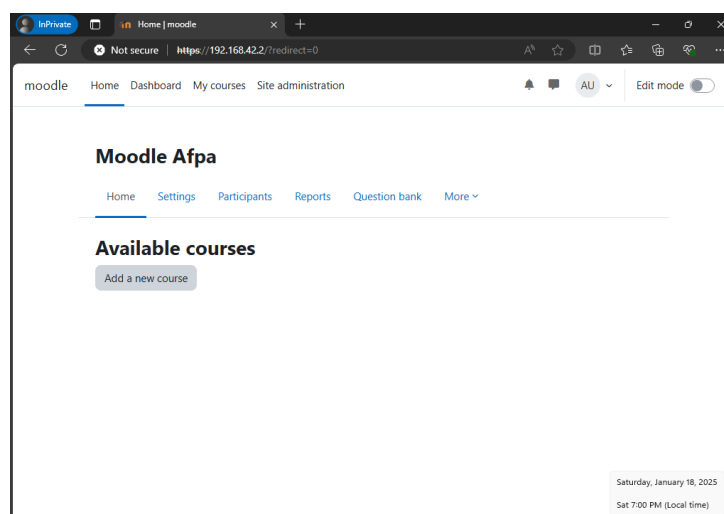 InPrivate
Home | moodle
Not secure https://192.168.42.2/?redirect=0
moodle Home Dashboard My courses Site administration AU Edit mode
Moodle Afpa
Home Settings Participants Reports Question bank More
Available courses
Add a new course
Saturday, January 18, 2025
Sat 7:00 PM (Local time)